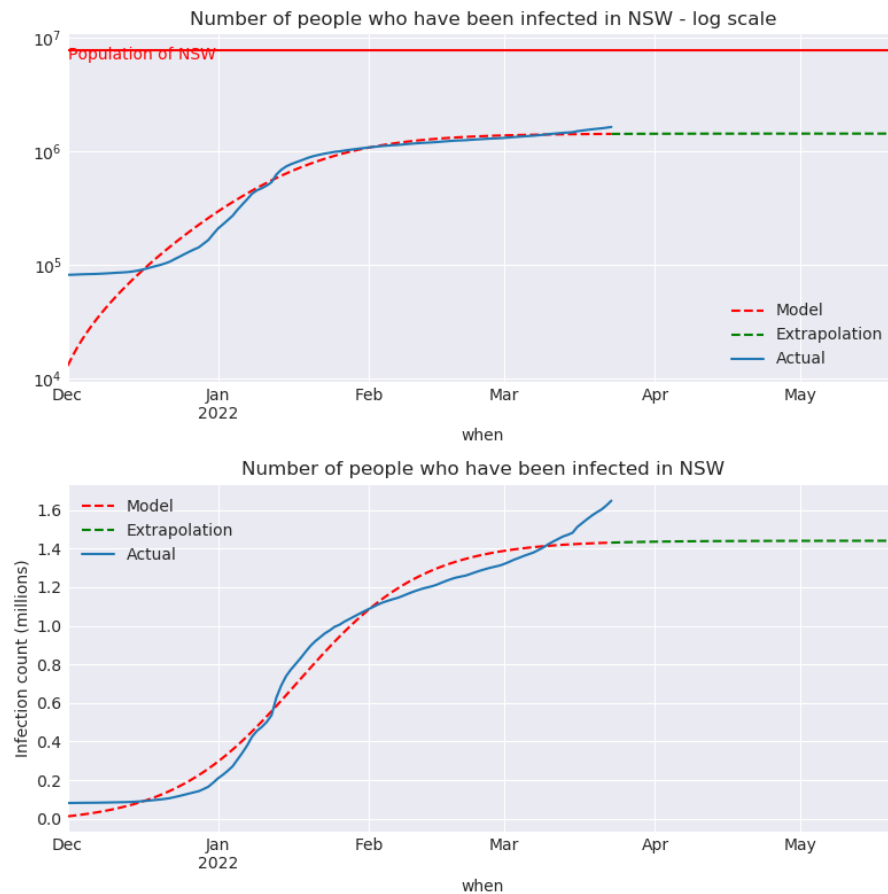 Number of people who have been infected in NSW - log scale
10⁷
Population of NSW
10⁶
10⁵
10⁴
Model
Extrapolation
Actual
Dec
Jan
2022
Feb
Mar
Apr
May
when
Number of people who have been infected in NSW
Infection count (millions)
1.6
1.4
1.2
1.0
0.8
0.6
0.4
0.2
0.0
Model
Extrapolation
Actual
Dec
Jan
2022
Feb
Mar
Apr
May
when